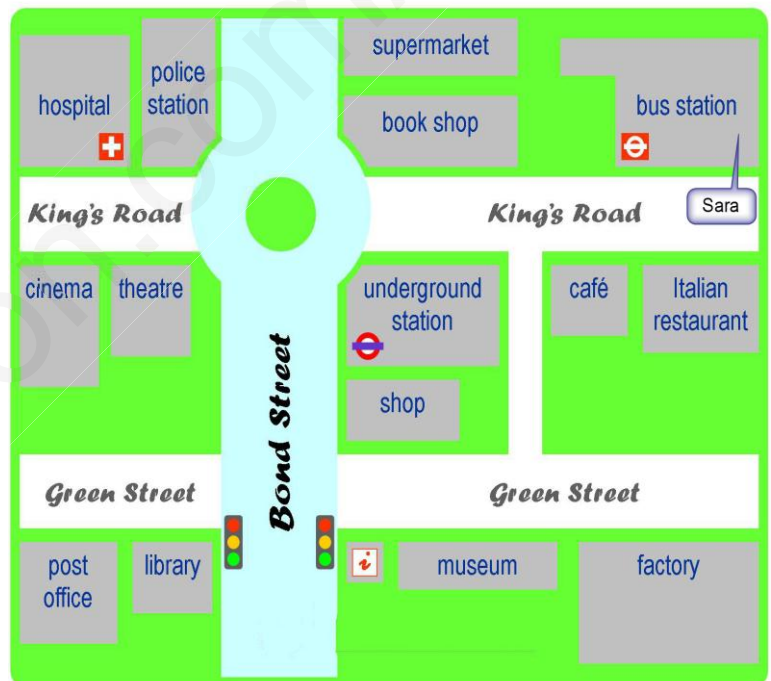 supermarket
police
station
hospital
book shop
bus station
King's Road
King's Road
Sara
cinema
theatre
underground
station
café
Italian
restaurant
shop
Bond Street
Green Street
Green Street
post
office
library
i
museum
factory